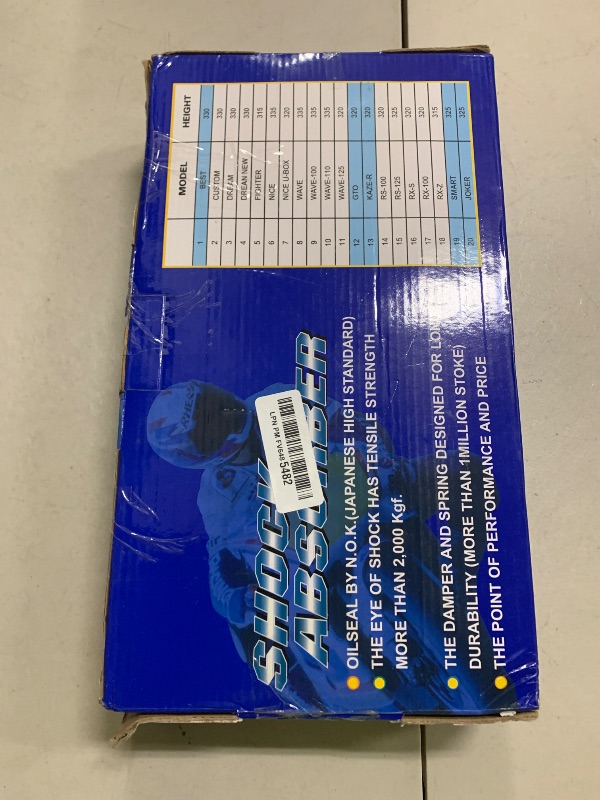 MODEL HEIGHT
1 BEST 330
2 CUSTOM 330
3 DREAM 330
4 DREAN NEW 330
5 FIGHTER 315
6 NICE 335
7 NICE U-BOX 320
8 WAVE 335
9 WAVE-100 335
10 WAVE-110 335
11 WAVE-125 320
12 GTO 320
13 KAZE-R 320
14 RS-100 320
15 RS-125 325
16 RX-S 320
17 RX-100 320
18 RX-Z 315
19 SMART 325
20 JOKER 325
SHOCK
ABSORBER
LPN PM FV648 5482
OILSEAL BY N.O.K.(JAPANESE HIGH STANDARD)
THE EYE OF SHOCK HAS TENSILE STRENGTH
MORE THAN 2,000 Kgf.
THE DAMPER AND SPRING DESIGNED FOR LON
DURABILITY (MORE THAN 1MILLION STOKE)
THE POINT OF PERFORMANCE AND PRICE